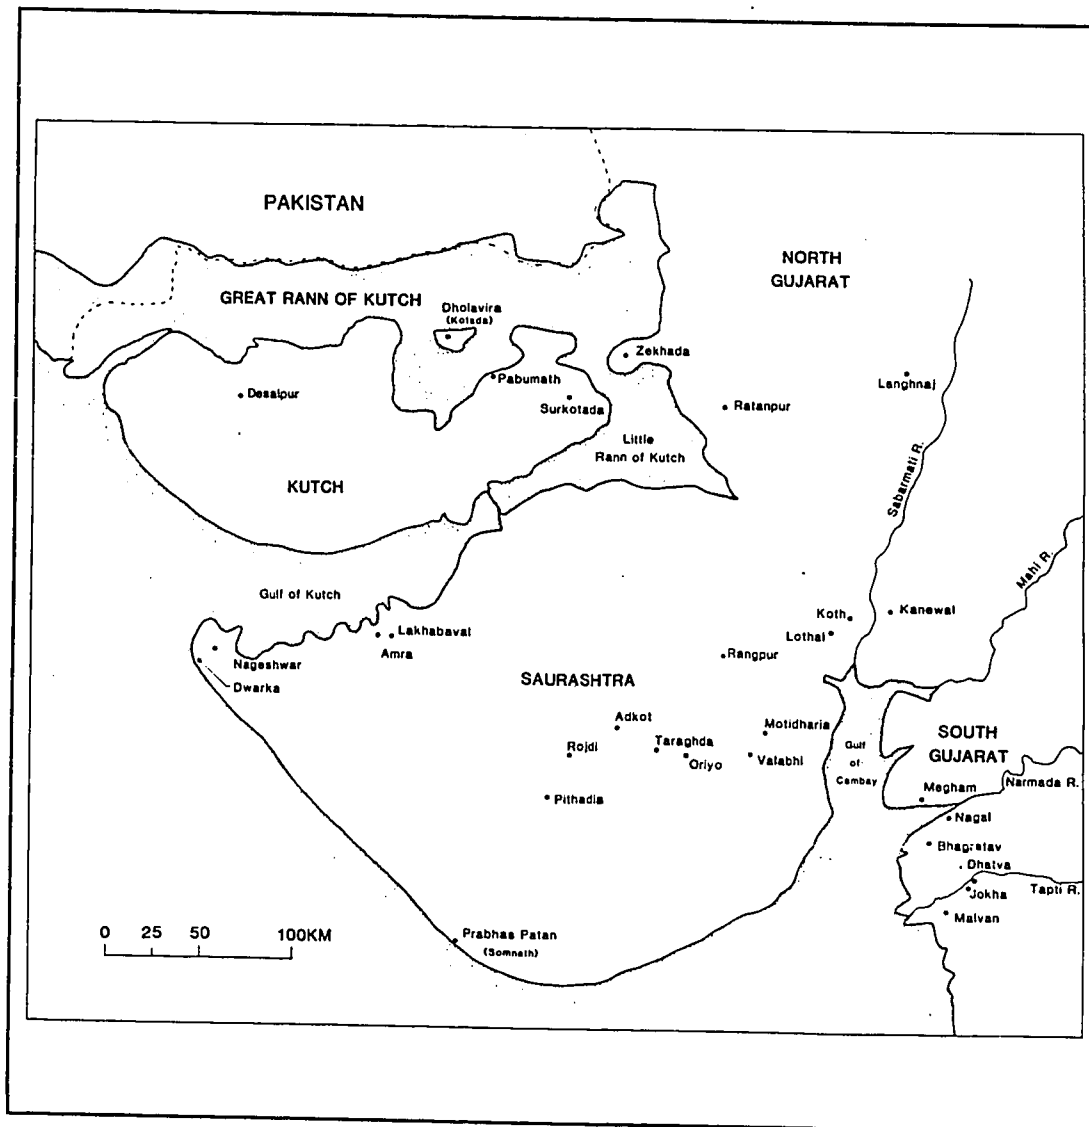 PAKISTAN
NORTH
GUJARAT
GREAT RANN OF KUTCH
Dholavira
(Kotada)
Zekhada
Langhnaj
Pabumath
Desalpur
Surkotada
Ratanpur
Little
Rann of Kutch
Sabarmati R.
KUTCH
Mahi R.
Gulf of Kutch
Koth
Kanewal
Lakhabaval
Lothal
Amra
Rangpur
Nageshwar
Dwarka
SAURASHTRA
Adkot
Motidharia
SOUTH
GUJARAT
Rojdi
Taraghda
Oriyo
Valabhi
Gulf
of
Cambay
Narmada R.
Megham
Pithadia
Nagal
Bhagatav
Dhatva
Tapti R.
Jokha
Malvan
0 25 50 100KM
Prabhas Patan
(Somnath)